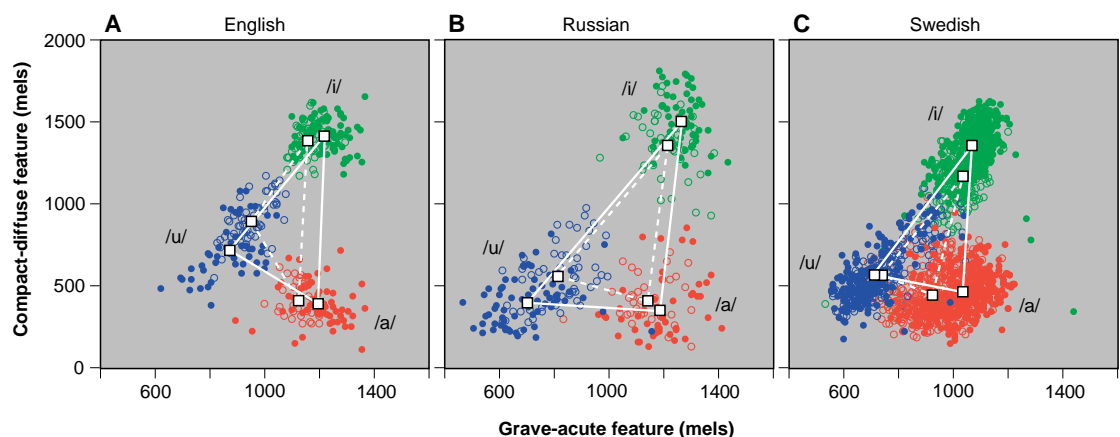 A English
B Russian
C Swedish
Compact-diffuse feature (mels)
2000
1500
1000
500
0
/i/
/u/
/a/
/i/
/u/
/a/
/i/
/u/
/a/
600 1000 1400
600 1000 1400
600 1000 1400
Grave-acute feature (mels)